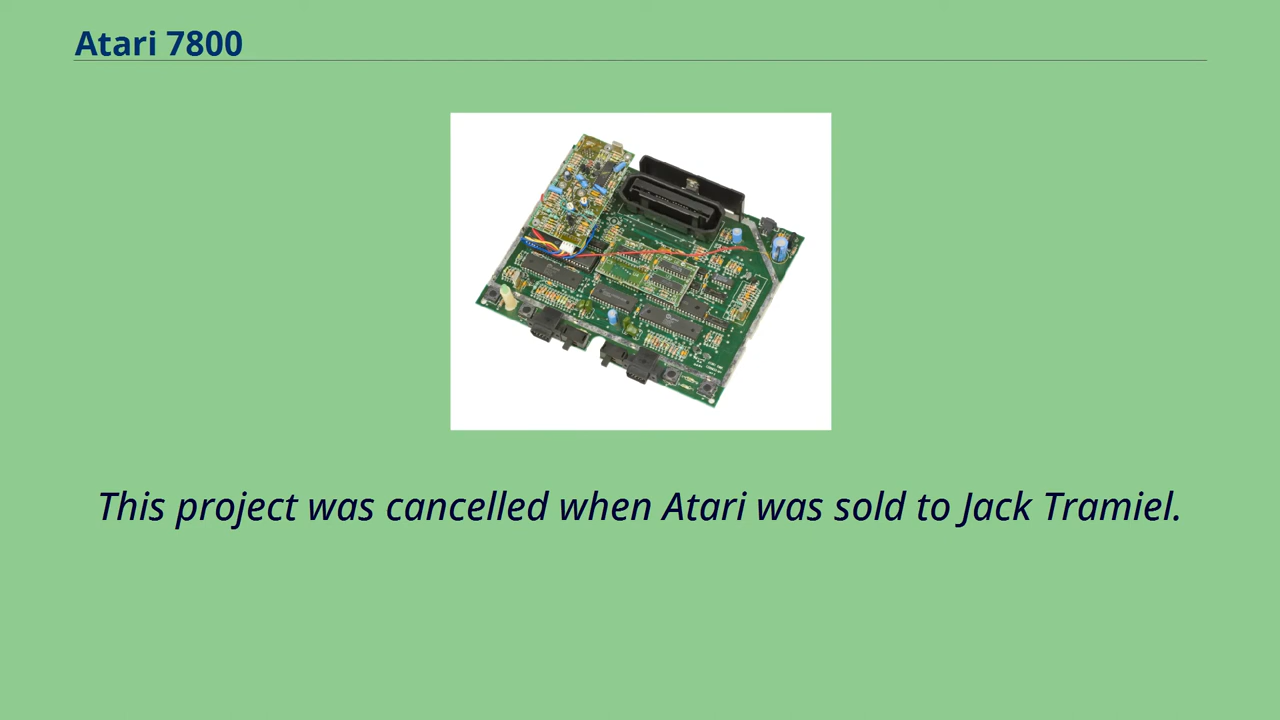 Atari 7800
This project was cancelled when Atari was sold to Jack Tramiel.